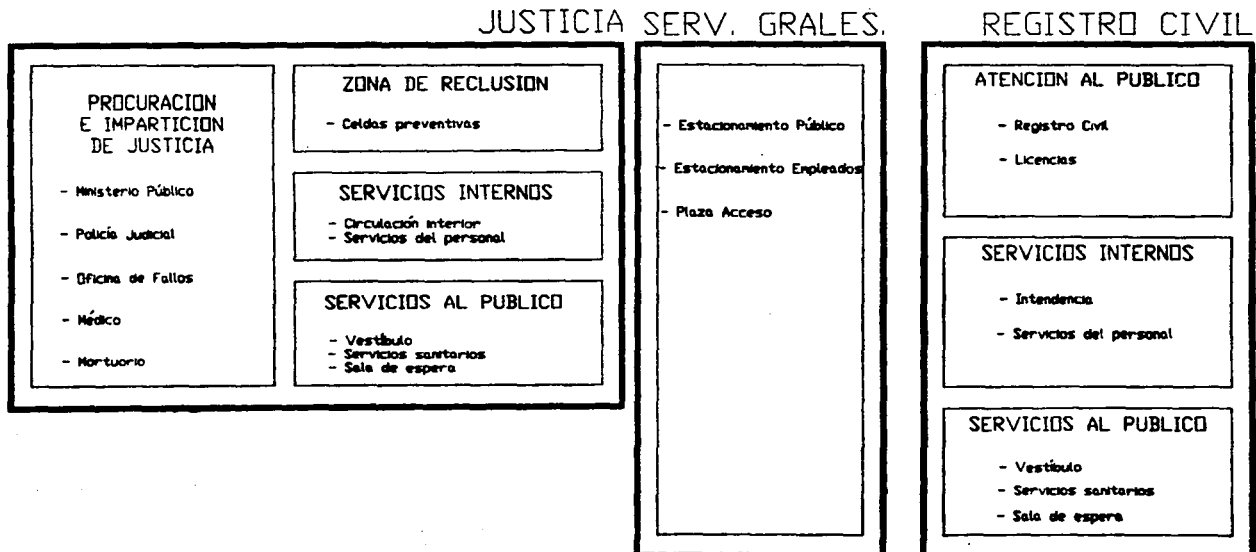 JUSTICIA
PROCURACION
E IMPARTICION
DE JUSTICIA
- Ministerio Público
- Policía Judicial
- Oficina de Fallos
- Médico
- Mortuorio
ZONA DE RECLUSION
- Celdas preventivas
SERVICIOS INTERNOS
- Circulación interior
- Servicios del personal
SERVICIOS AL PUBLICO
- Vestíbulo
- Servicios sanitarios
- Sala de espera
SERV. GRALES.
- Estacionamiento Público
- Estacionamiento Empleados
- Plaza Acceso
REGISTRO CIVIL
ATENCION AL PUBLICO
- Registro Civil
- Licencias
SERVICIOS INTERNOS
- Intendencia
- Servicios del personal
SERVICIOS AL PUBLICO
- Vestíbulo
- Servicios sanitarios
- Sala de espera